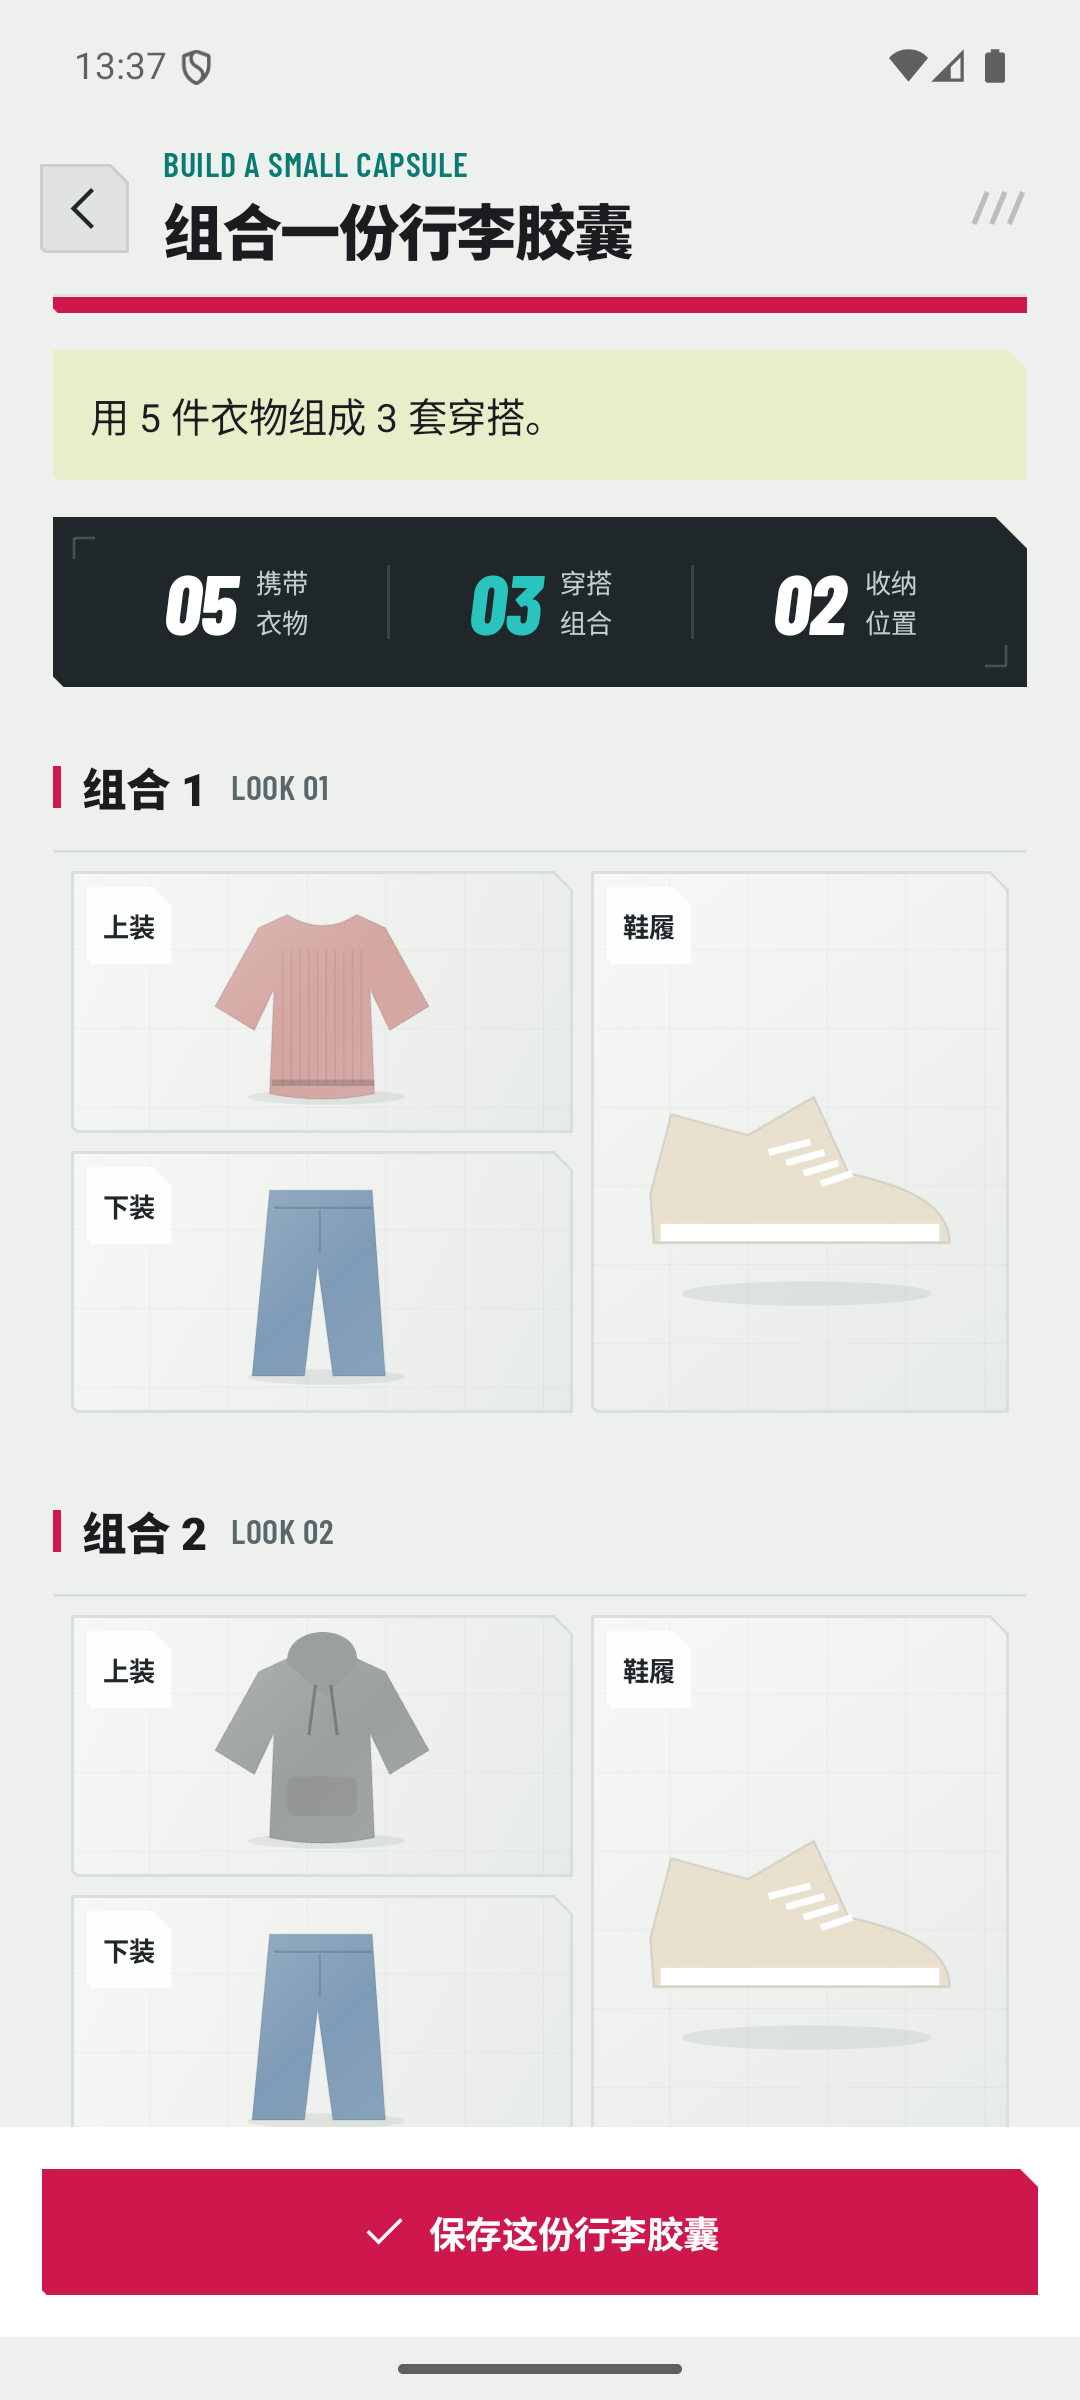 13:37
BUILD A SMALL CAPSULE
组合一份行李胶囊
用 5 件衣物组成 3 套穿搭。
05 携带衣物
03 穿搭组合
02 收纳位置
组合 1 LOOK 01
上装
鞋履
下装
组合 2 LOOK 02
上装
鞋履
下装
保存这份行李胶囊